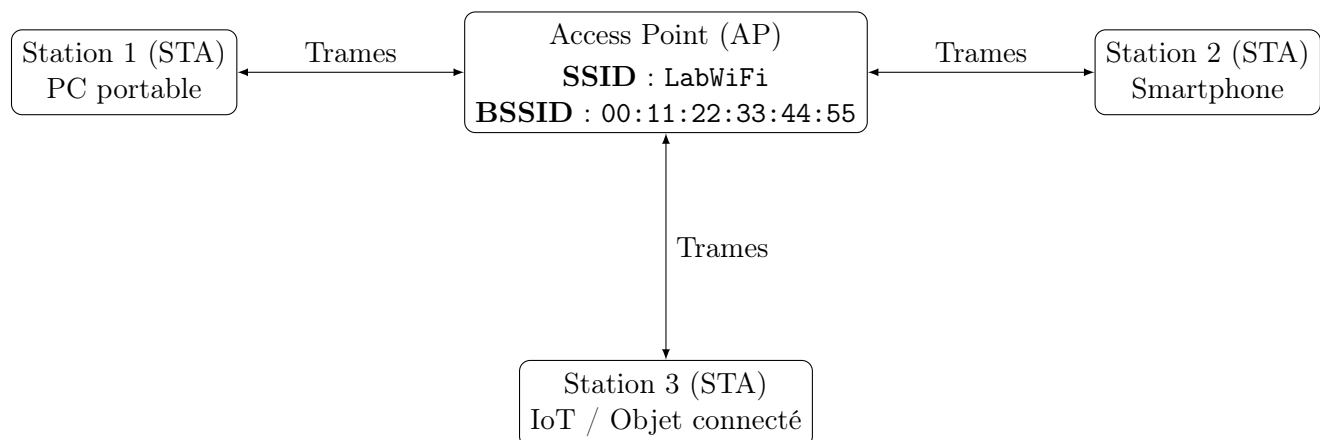 Station 1 (STA)
PC portable
Trames
Access Point (AP)
SSID : LabWiFi
BSSID : 00:11:22:33:44:55
Trames
Station 2 (STA)
Smartphone
Trames
Station 3 (STA)
IoT / Objet connecté